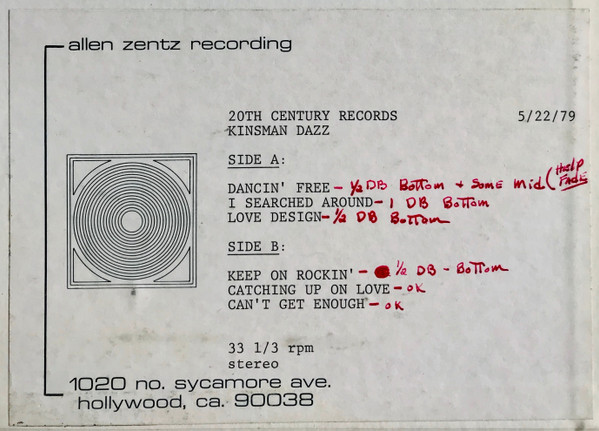 allen zentz recording
20TH CENTURY RECORDS 5/22/79
KINSMAN DAZZ
SIDE A:
DANCIN' FREE - ½ DB Bottom + Some mid (Help Fade
I SEARCHED AROUND - 1 DB Bottom
LOVE DESIGN - ½ DB Bottom
SIDE B:
KEEP ON ROCKIN' - ½ DB - Bottom
CATCHING UP ON LOVE - OK
CAN'T GET ENOUGH - OK
33 1/3 rpm
stereo
1020 no. sycamore ave.
hollywood, ca. 90038